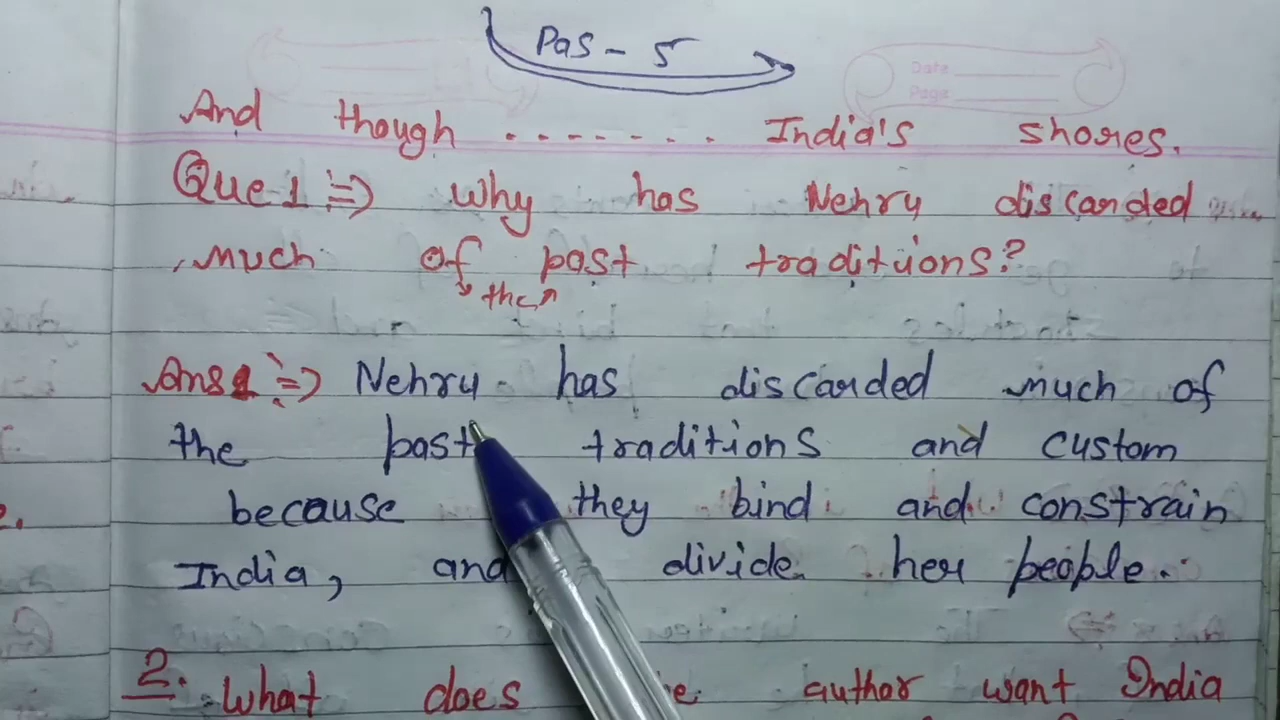 Pas - 5
Date
Page
And though ........ India's shores.
Que 1 => why has Nehru discarded
much of past traditions?
the
Ans 1 => Nehru has discarded much of
the past traditions and custom
because they bind and constrain
India, and divide her people.
2. What does author want India